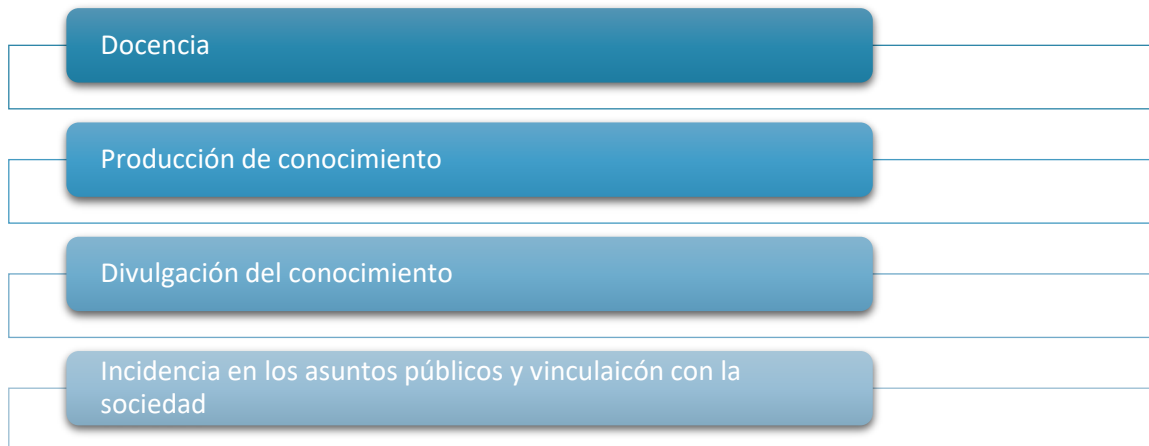 Docencia
Producción de conocimiento
Divulgación del conocimiento
Incidencia en los asuntos públicos y vinculaicón con la
sociedad